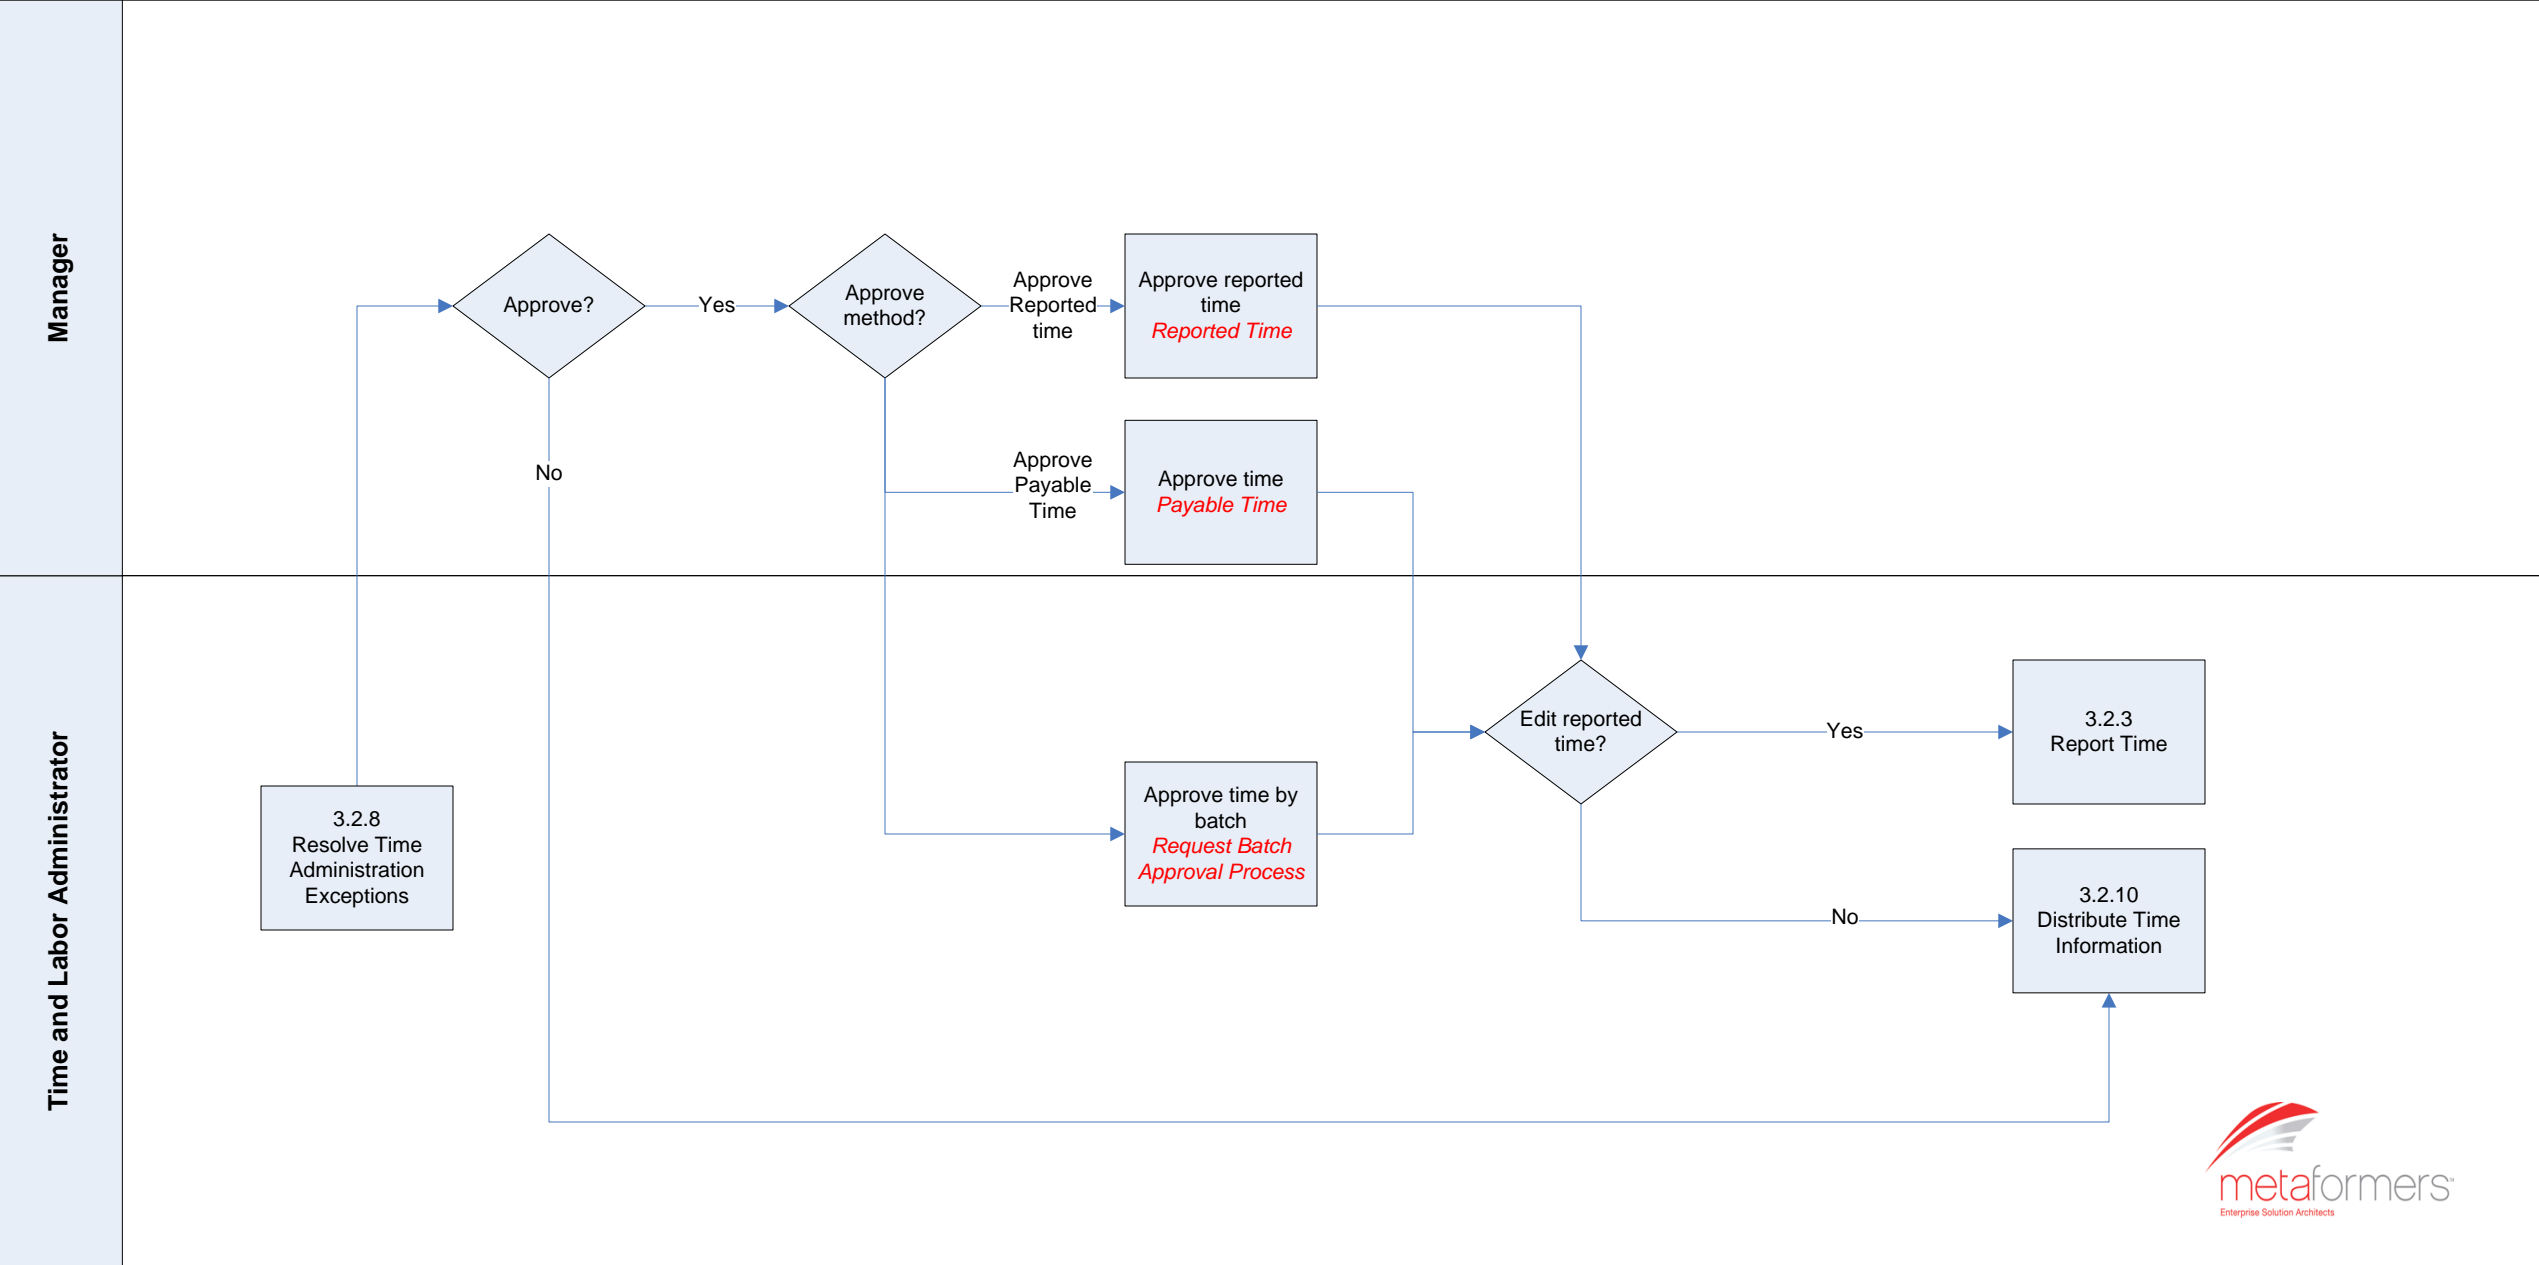 Manager
Approve?
Yes
Approve
method?
Approve
Reported
time
Approve reported
time
Reported Time
No
Approve
Payable
Time
Approve time
Payable Time
Time and Labor Administrator
3.2.8
Resolve Time
Administration
Exceptions
Approve time by
batch
Request Batch
Approval Process
Edit reported
time?
Yes
3.2.3
Report Time
No
3.2.10
Distribute Time
Information
metaformers™
Enterprise Solution Architects